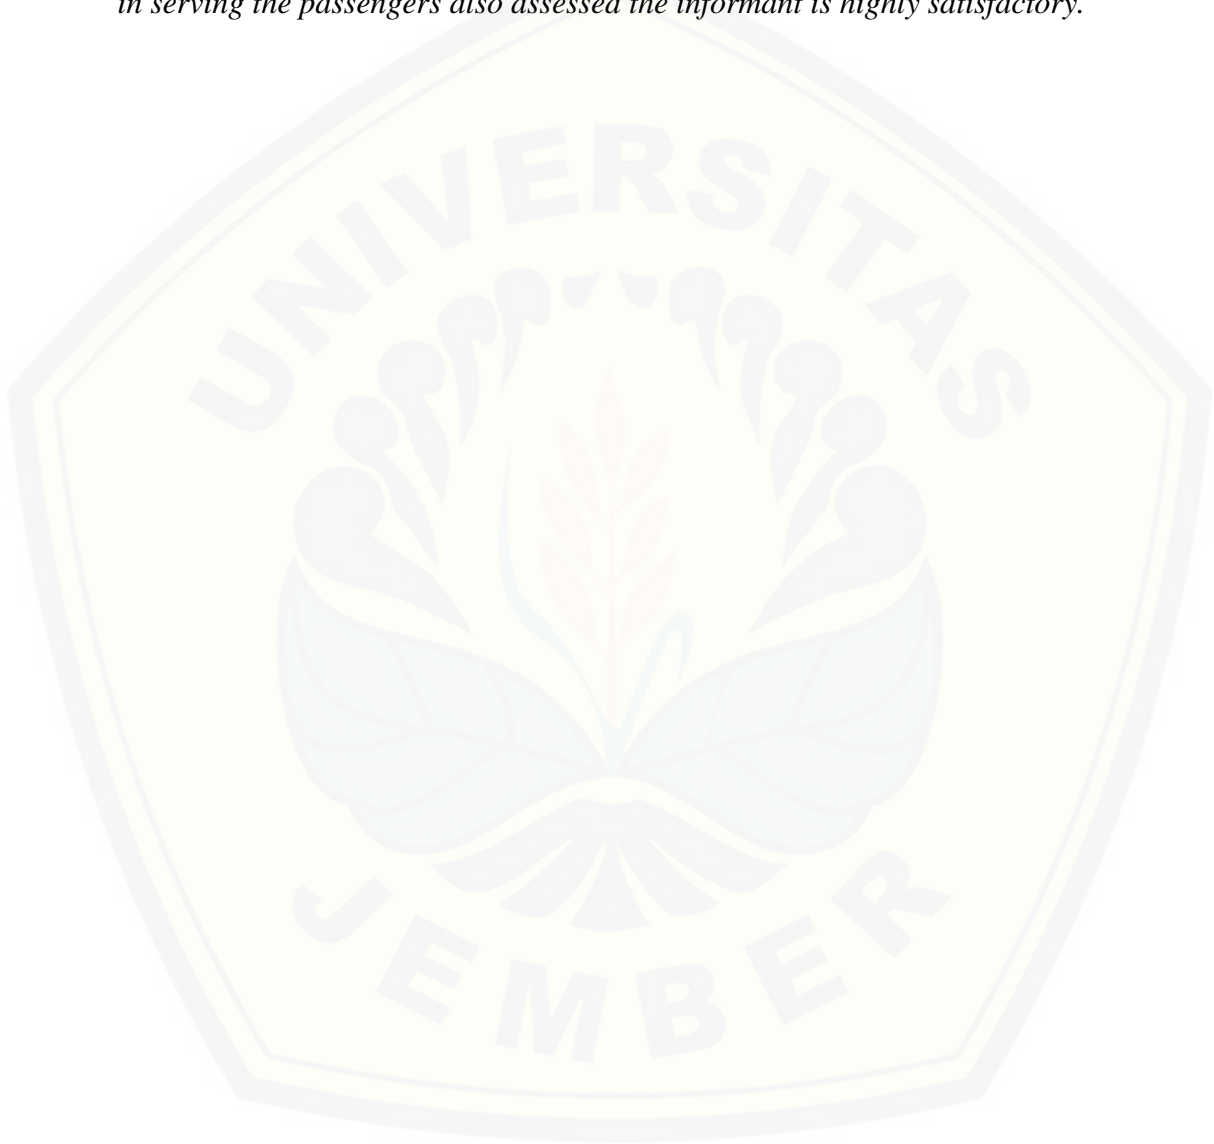 in serving the passengers also assessed the informant is highly satisfactory.
UNIVERSITAS
JEMBER